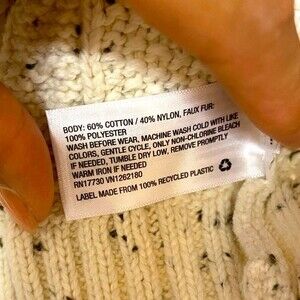 BODY: 60% COTTON / 40% NYLON, FAUX FUR:
100% POLYESTER
WASH BEFORE WEAR, MACHINE WASH COLD WITH LIKE
COLORS, GENTLE CYCLE, ONLY NON-CHLORINE BLEACH
IF NEEDED, TUMBLE DRY LOW, REMOVE PROMPTLY
WARM IRON IF NEEDED
RN17730 VN1262180
LABEL MADE FROM 100% RECYCLED PLASTIC